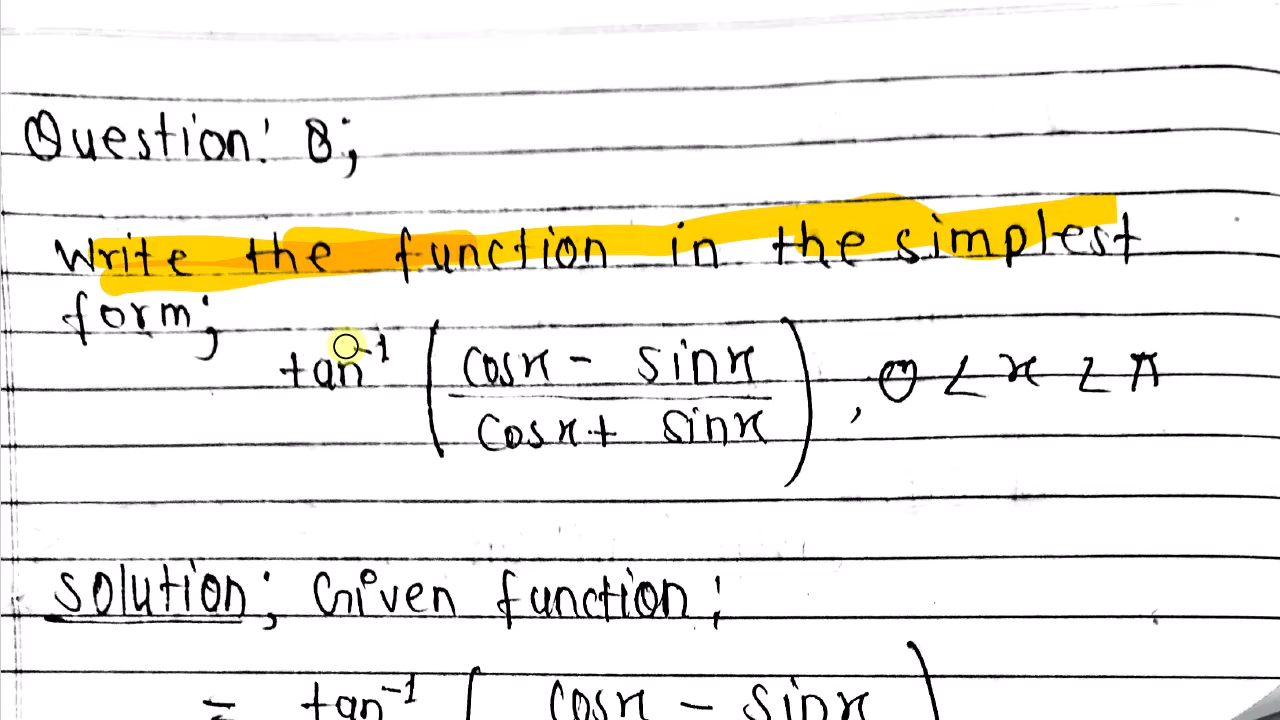 Question: 8;
Write the function in the simplest
form;
tan⁻¹ (cosx - sinx / cosx + sinx), 0 < x < π
Solution; Given function;
= tan⁻¹ ( cosx - sinx )